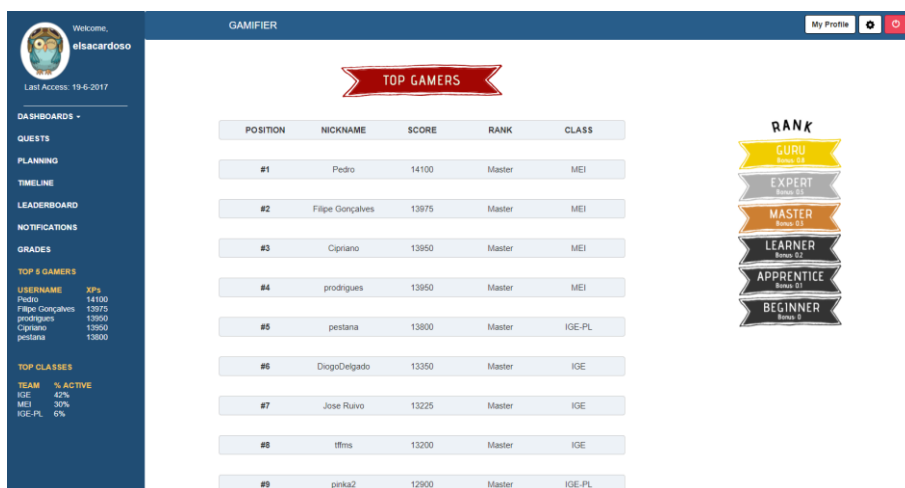 Welcome,
elsacardoso
Last Access: 19-6-2017
DASHBOARDS
QUESTS
PLANNING
TIMELINE
LEADERBOARD
NOTIFICATIONS
GRADES
TOP 5 GAMERS
USERNAME XPs
Pedro 14100
Filipe Gonçalves 13975
prodrigues 13950
Cipriano 13950
pestana 13800
TOP CLASSES
TEAM % ACTIVE
IGE 42%
MEI 30%
IGE-PL 6%
GAMIFIER
My Profile
TOP GAMERS
POSITION NICKNAME SCORE RANK CLASS
#1 Pedro 14100 Master MEI
#2 Filipe Gonçalves 13975 Master MEI
#3 Cipriano 13950 Master MEI
#4 prodrigues 13950 Master MEI
#5 pestana 13800 Master IGE-PL
#6 DiogoDelgado 13350 Master IGE
#7 Jose Ruivo 13225 Master IGE
#8 tffms 13200 Master IGE
#9 pinka2 12900 Master IGE-PL
RANK
GURU
Bonus 0.8
EXPERT
Bonus 0.5
MASTER
Bonus 0.3
LEARNER
Bonus 0.2
APPRENTICE
Bonus 0.1
BEGINNER
Bonus 0